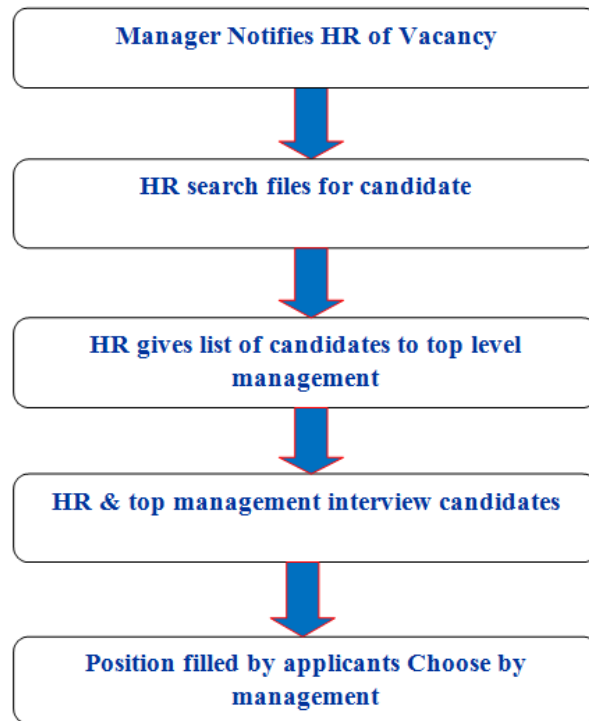 Manager Notifies HR of Vacancy
HR search files for candidate
HR gives list of candidates to top level
management
HR & top management interview candidates
Position filled by applicants Choose by
management